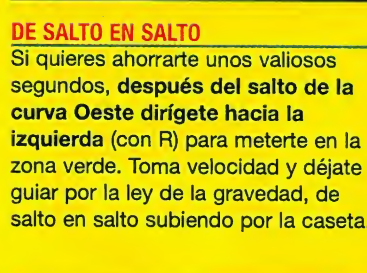 DE SALTO EN SALTO
Si quieres ahorrarte unos valiosos
segundos, después del salto de la
curva Oeste dirígete hacia la
izquierda (con R) para meterte en la
zona verde. Toma velocidad y déjate
guiar por la ley de la gravedad, de
salto en salto subiendo por la caseta